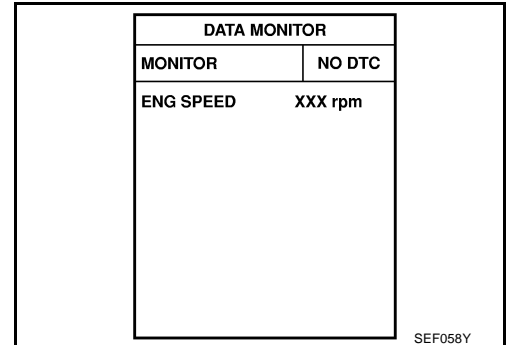 DATA MONITOR
MONITOR NO DTC
ENG SPEED XXX rpm
SEF058Y